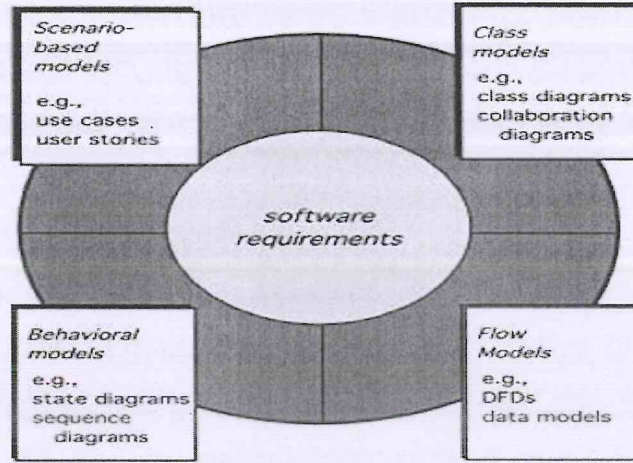 Scenario-
based
models
e.g.,
use cases
user stories
Class
models
e.g.,
class diagrams
collaboration
diagrams
software
requirements
Behavioral
models
e.g.,
state diagrams
sequence
diagrams
Flow
Models
e.g.,
DFDs
data models